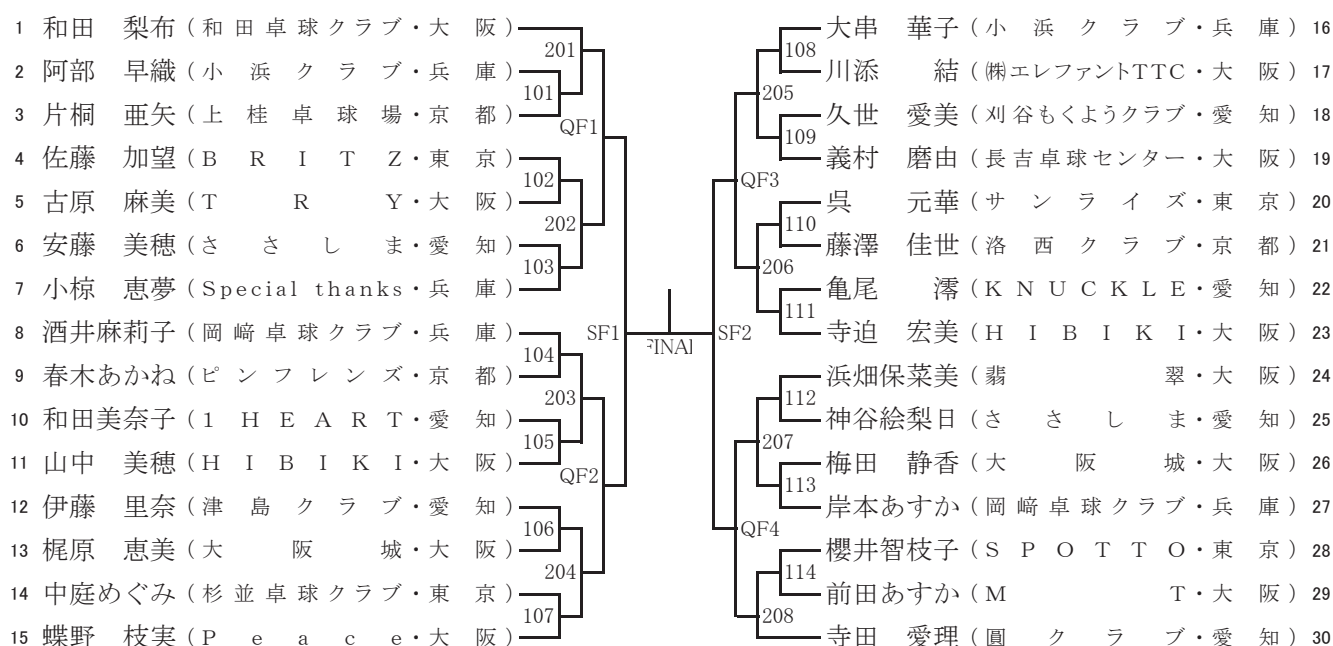 1 和田 梨布(和田卓球クラブ・大 阪)
2 阿部 早織(小 浜 ク ラ ブ・兵 庫)
3 片桐 亜矢(上 桂 卓 球 場・京 都)
4 佐藤 加望(B R I T Z・東 京)
5 古原 麻美(T R Y・大 阪)
6 安藤 美穂(さ さ し ま・愛 知)
7 小椋 恵夢(Special thanks・兵 庫)
8 酒井麻莉子(岡﨑卓球クラブ・兵 庫)
9 春木あかね(ピ ン フ レ ン ズ・京 都)
10 和田美奈子(1 H E A R T・愛 知)
11 山中 美穂(H I B I K I・大 阪)
12 伊藤 里奈(津 島 ク ラ ブ・愛 知)
13 梶原 恵美(大 阪 城・大 阪)
14 中庭めぐみ(杉並卓球クラブ・東 京)
15 蝶野 枝実(P e a c e・大 阪)
201
101
QF1
102
202
103
SF1
104
203
105
QF2
106
204
107
FINAL
SF2
108
205
109
QF3
110
206
111
112
207
113
QF4
114
208
大串 華子(小 浜 ク ラ ブ・兵 庫) 16
川添 結(㈱エレファントTTC・大 阪) 17
久世 愛美(刈谷もくようクラブ・愛 知) 18
義村 磨由(長吉卓球センター・大 阪) 19
呉 元華(サ ン ラ イ ズ・東 京) 20
藤澤 佳世(洛 西 ク ラ ブ・京 都) 21
亀尾 澪(K N U C K L E・愛 知) 22
寺迫 宏美(H I B I K I・大 阪) 23
浜畑保菜美(翡 翠・大 阪) 24
神谷絵梨日(さ さ し ま・愛 知) 25
梅田 静香(大 阪 城・大 阪) 26
岸本あすか(岡﨑卓球クラブ・兵 庫) 27
櫻井智枝子(S P O T T O・東 京) 28
前田あすか(M T・大 阪) 29
寺田 愛理(圓 ク ラ ブ・愛 知) 30